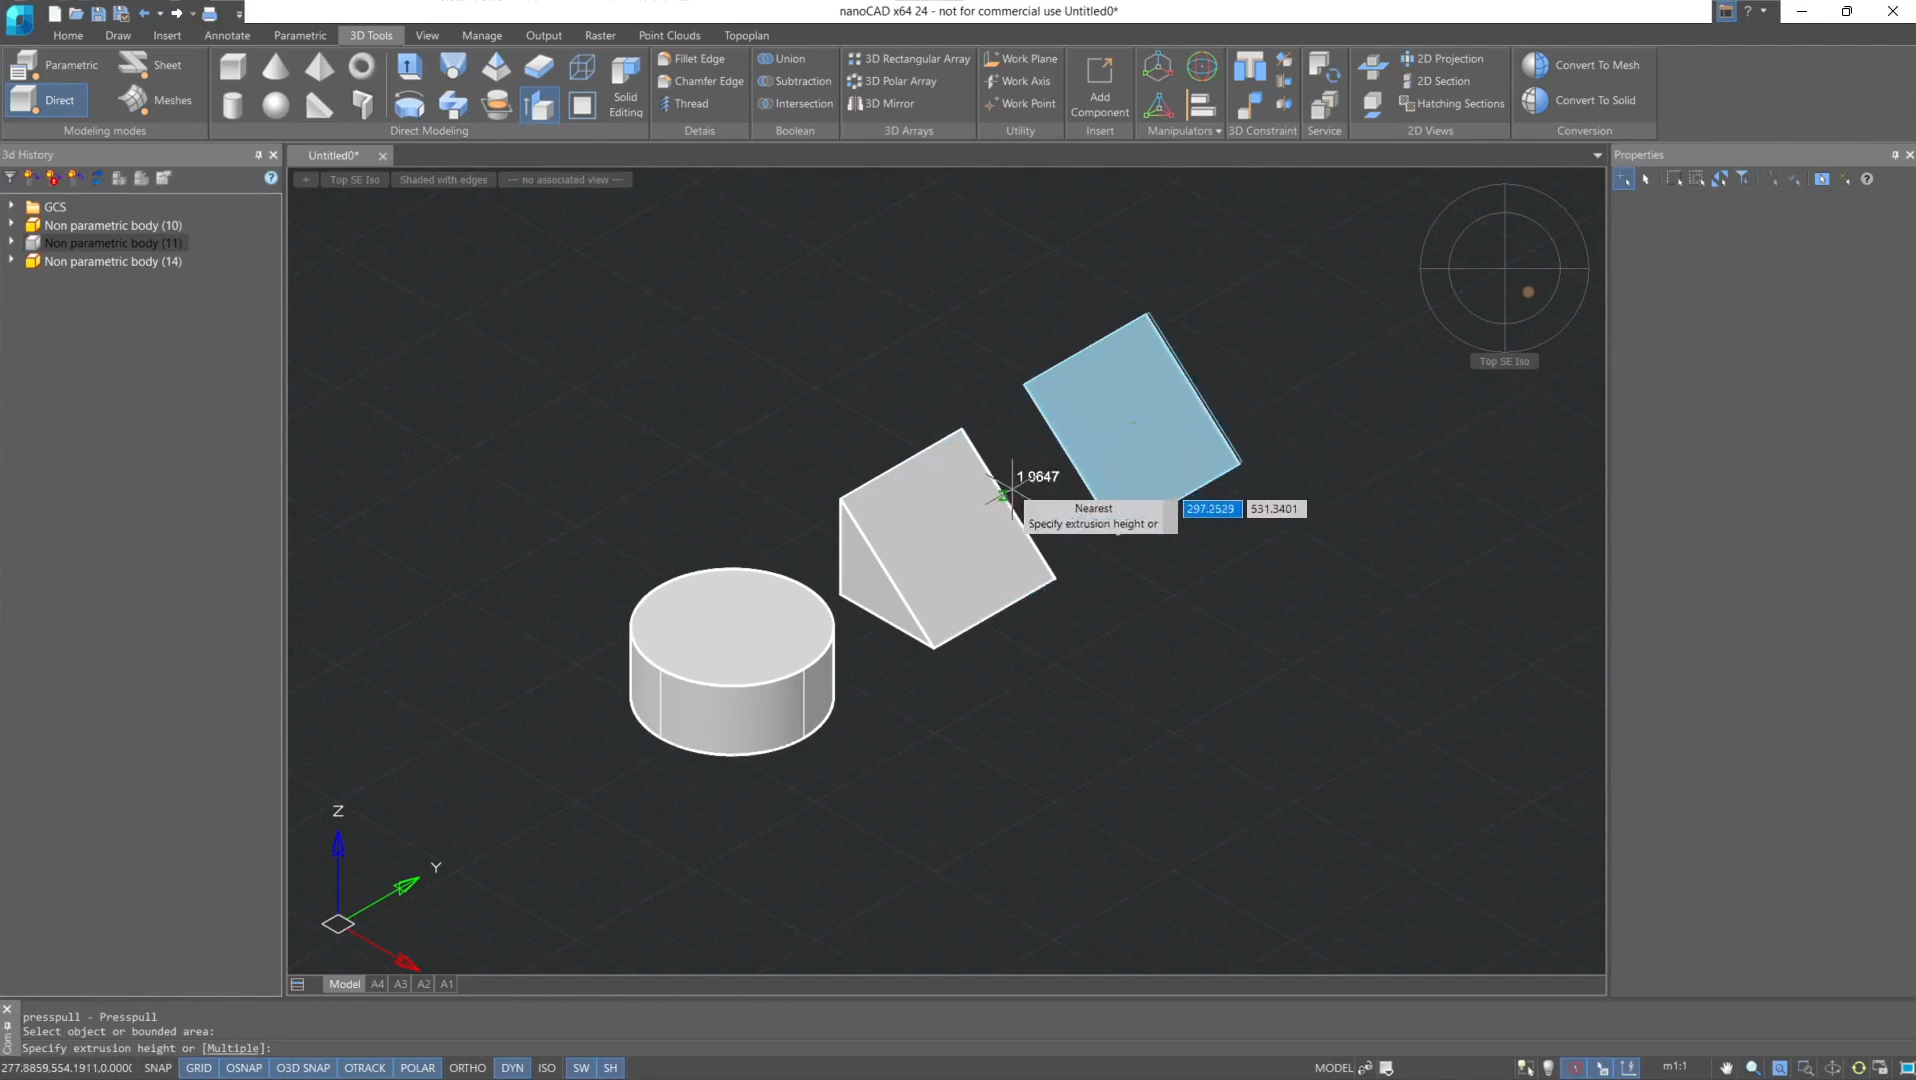 nanoCAD x64 24 - not for commercial use Untitled0*
Home Draw Insert Annotate Parametric 3D Tools View Manage Output Raster Point Clouds Topoplan
Parametric Sheet
Direct Meshes
Modeling modes
Solid Editing
Direct Modeling
Fillet Edge
Chamfer Edge
Thread
Detais
Union
Subtraction
Intersection
Boolean
3D Rectangular Array
3D Polar Array
3D Mirror
3D Arrays
Work Plane
Work Axis
Work Point
Utility
Add Component
Insert
Manipulators
3D Constraint
Service
2D Projection
2D Section
Hatching Sections
2D Views
Convert To Mesh
Convert To Solid
Conversion
3d History
GCS
Non parametric body (10)
Non parametric body (11)
Non parametric body (14)
Untitled0*
+ Top SE Iso Shaded with edges --- no associated view ---
Properties
Top SE Iso
1.9647
Nearest
Specify extrusion height or
297.2529 531.3401
Z
Y
Model A4 A3 A2 A1
Com
presspull - Presspull
Select object or bounded area:
Specify extrusion height or [Multiple]:
277.8859,554.1911,0.0000 SNAP GRID OSNAP O3D SNAP OTRACK POLAR ORTHO DYN ISO SW SH MODEL m1:1